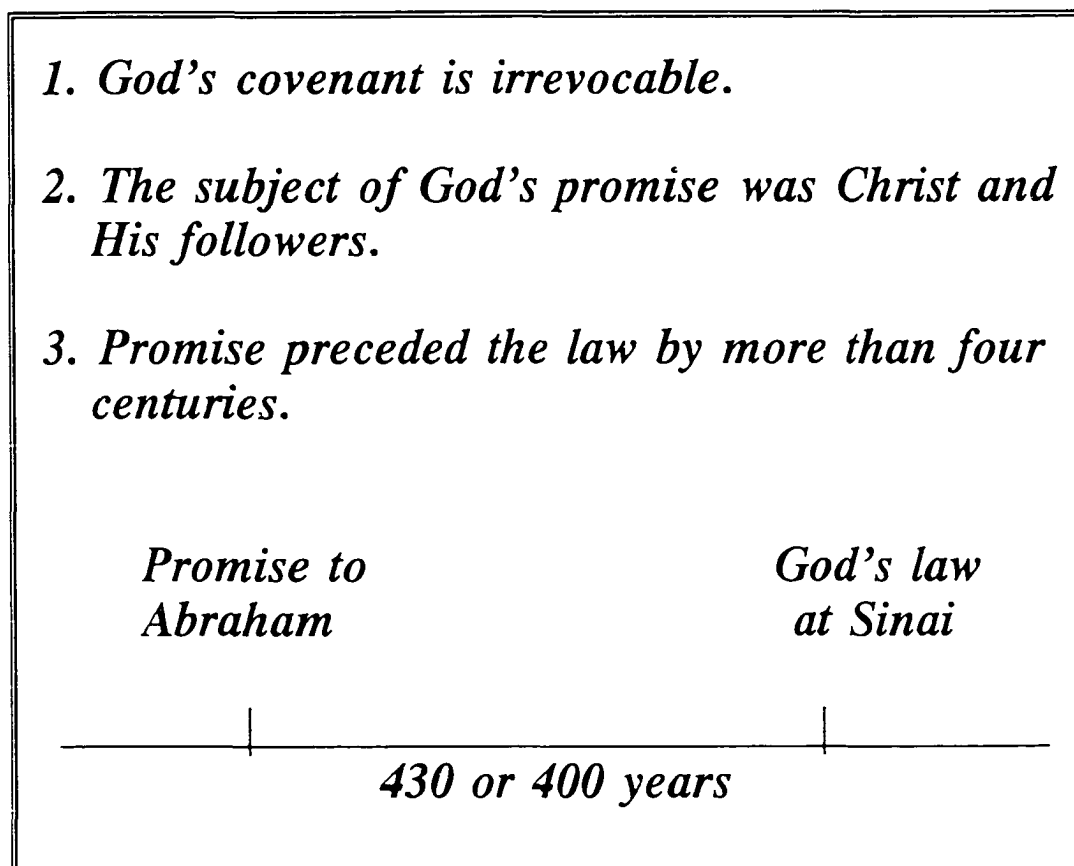 1. God's covenant is irrevocable.
2. The subject of God's promise was Christ and
His followers.
3. Promise preceded the law by more than four
centuries.
Promise to
Abraham
God's law
at Sinai
430 or 400 years